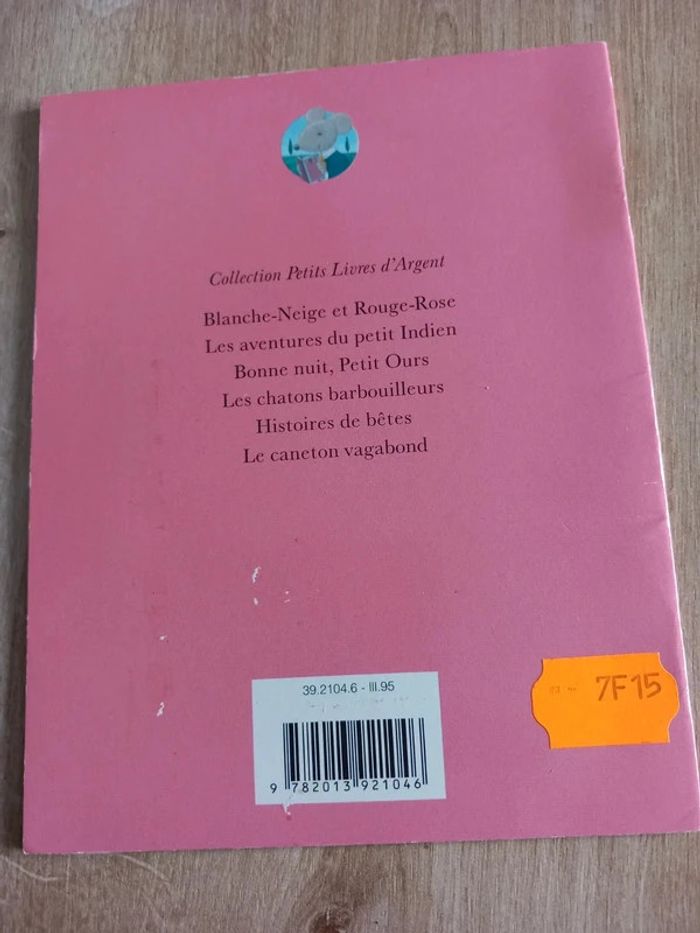 Collection Petits Livres d'Argent
Blanche-Neige et Rouge-Rose
Les aventures du petit Indien
Bonne nuit, Petit Ours
Les chatons barbouilleurs
Histoires de bêtes
Le caneton vagabond
39.2104.6 - III.95
7F15
9 782013 921046